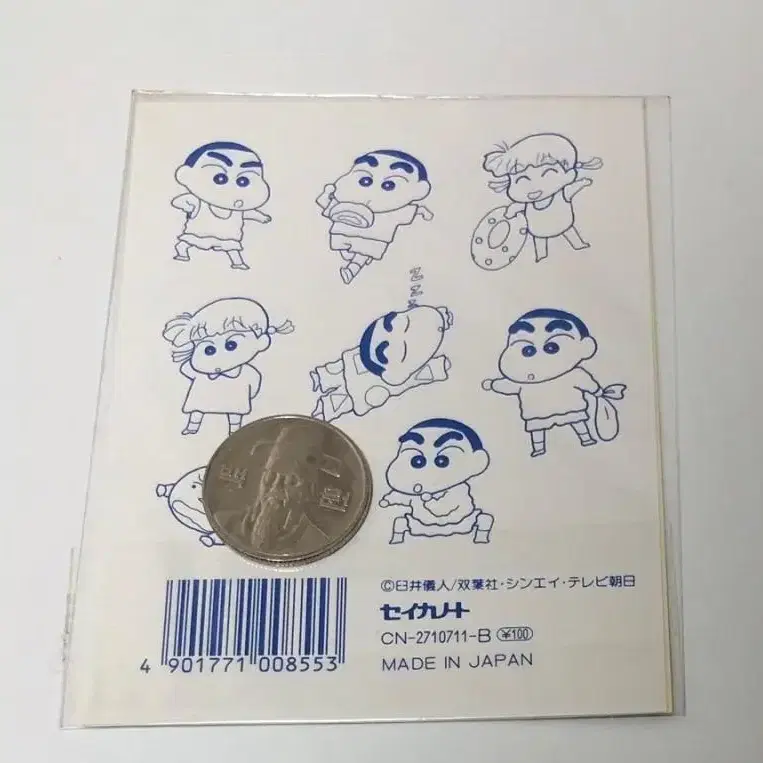 z
z
z
백 원
©臼井儀人/双葉社・シンエイ・テレビ朝日
セイカノート
CN-2710711-B ¥100
MADE IN JAPAN
4 901771 008553